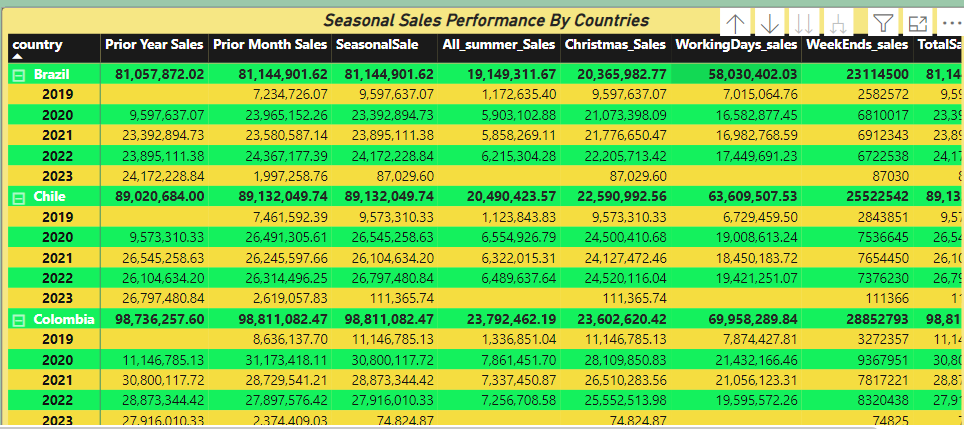 Seasonal Sales Performance By Countries
country Prior Year Sales Prior Month Sales SeasonalSale All_summer_Sales Christmas_Sales WorkingDays_sales WeekEnds_sales TotalSa
Brazil 81,057,872.02 81,144,901.62 81,144,901.62 19,149,311.67 20,365,982.77 58,030,402.03 23114500 81,14
2019 7,234,726.07 9,597,637.07 1,172,635.40 9,597,637.07 7,015,064.76 2582572 9,59
2020 9,597,637.07 23,965,152.26 23,392,894.73 5,903,102.88 21,073,398.09 16,582,877.45 6810017 23,39
2021 23,392,894.73 23,580,587.14 23,895,111.38 5,858,269.11 21,776,650.47 16,982,768.59 6912343 23,89
2022 23,895,111.38 24,367,177.39 24,172,228.84 6,215,304.28 22,205,713.42 17,449,691.23 6722538 24,17
2023 24,172,228.84 1,997,258.76 87,029.60 87,029.60 87030
Chile 89,020,684.00 89,132,049.74 89,132,049.74 20,490,423.57 22,590,992.56 63,609,507.53 25522542 89,13
2019 7,461,592.39 9,573,310.33 1,123,843.83 9,573,310.33 6,729,459.50 2843851 9,57
2020 9,573,310.33 26,491,305.61 26,545,258.63 6,554,926.79 24,500,410.68 19,008,613.24 7536645 26,54
2021 26,545,258.63 26,245,597.66 26,104,634.20 6,322,015.31 24,127,472.46 18,450,183.72 7654450 26,10
2022 26,104,634.20 26,314,496.25 26,797,480.84 6,489,637.64 24,520,116.04 19,421,251.07 7376230 26,79
2023 26,797,480.84 2,619,057.83 111,365.74 111,365.74 111366 11
Colombia 98,736,257.60 98,811,082.47 98,811,082.47 23,792,462.19 23,602,620.42 69,958,289.84 28852793 98,81
2019 8,636,137.70 11,146,785.13 1,336,851.04 11,146,785.13 7,874,427.81 3272357 11,14
2020 11,146,785.13 31,173,418.11 30,800,117.72 7,861,451.70 28,109,850.83 21,432,166.46 9367951 30,80
2021 30,800,117.72 28,729,541.21 28,873,344.42 7,337,450.87 26,510,283.56 21,056,123.31 7817221 28,87
2022 28,873,344.42 27,897,576.42 27,916,010.33 7,256,708.58 25,552,513.98 19,595,572.26 8320438 27,91
2023 27,916,010.33 2,374,409.03 74,824.87 74,824.87 74825